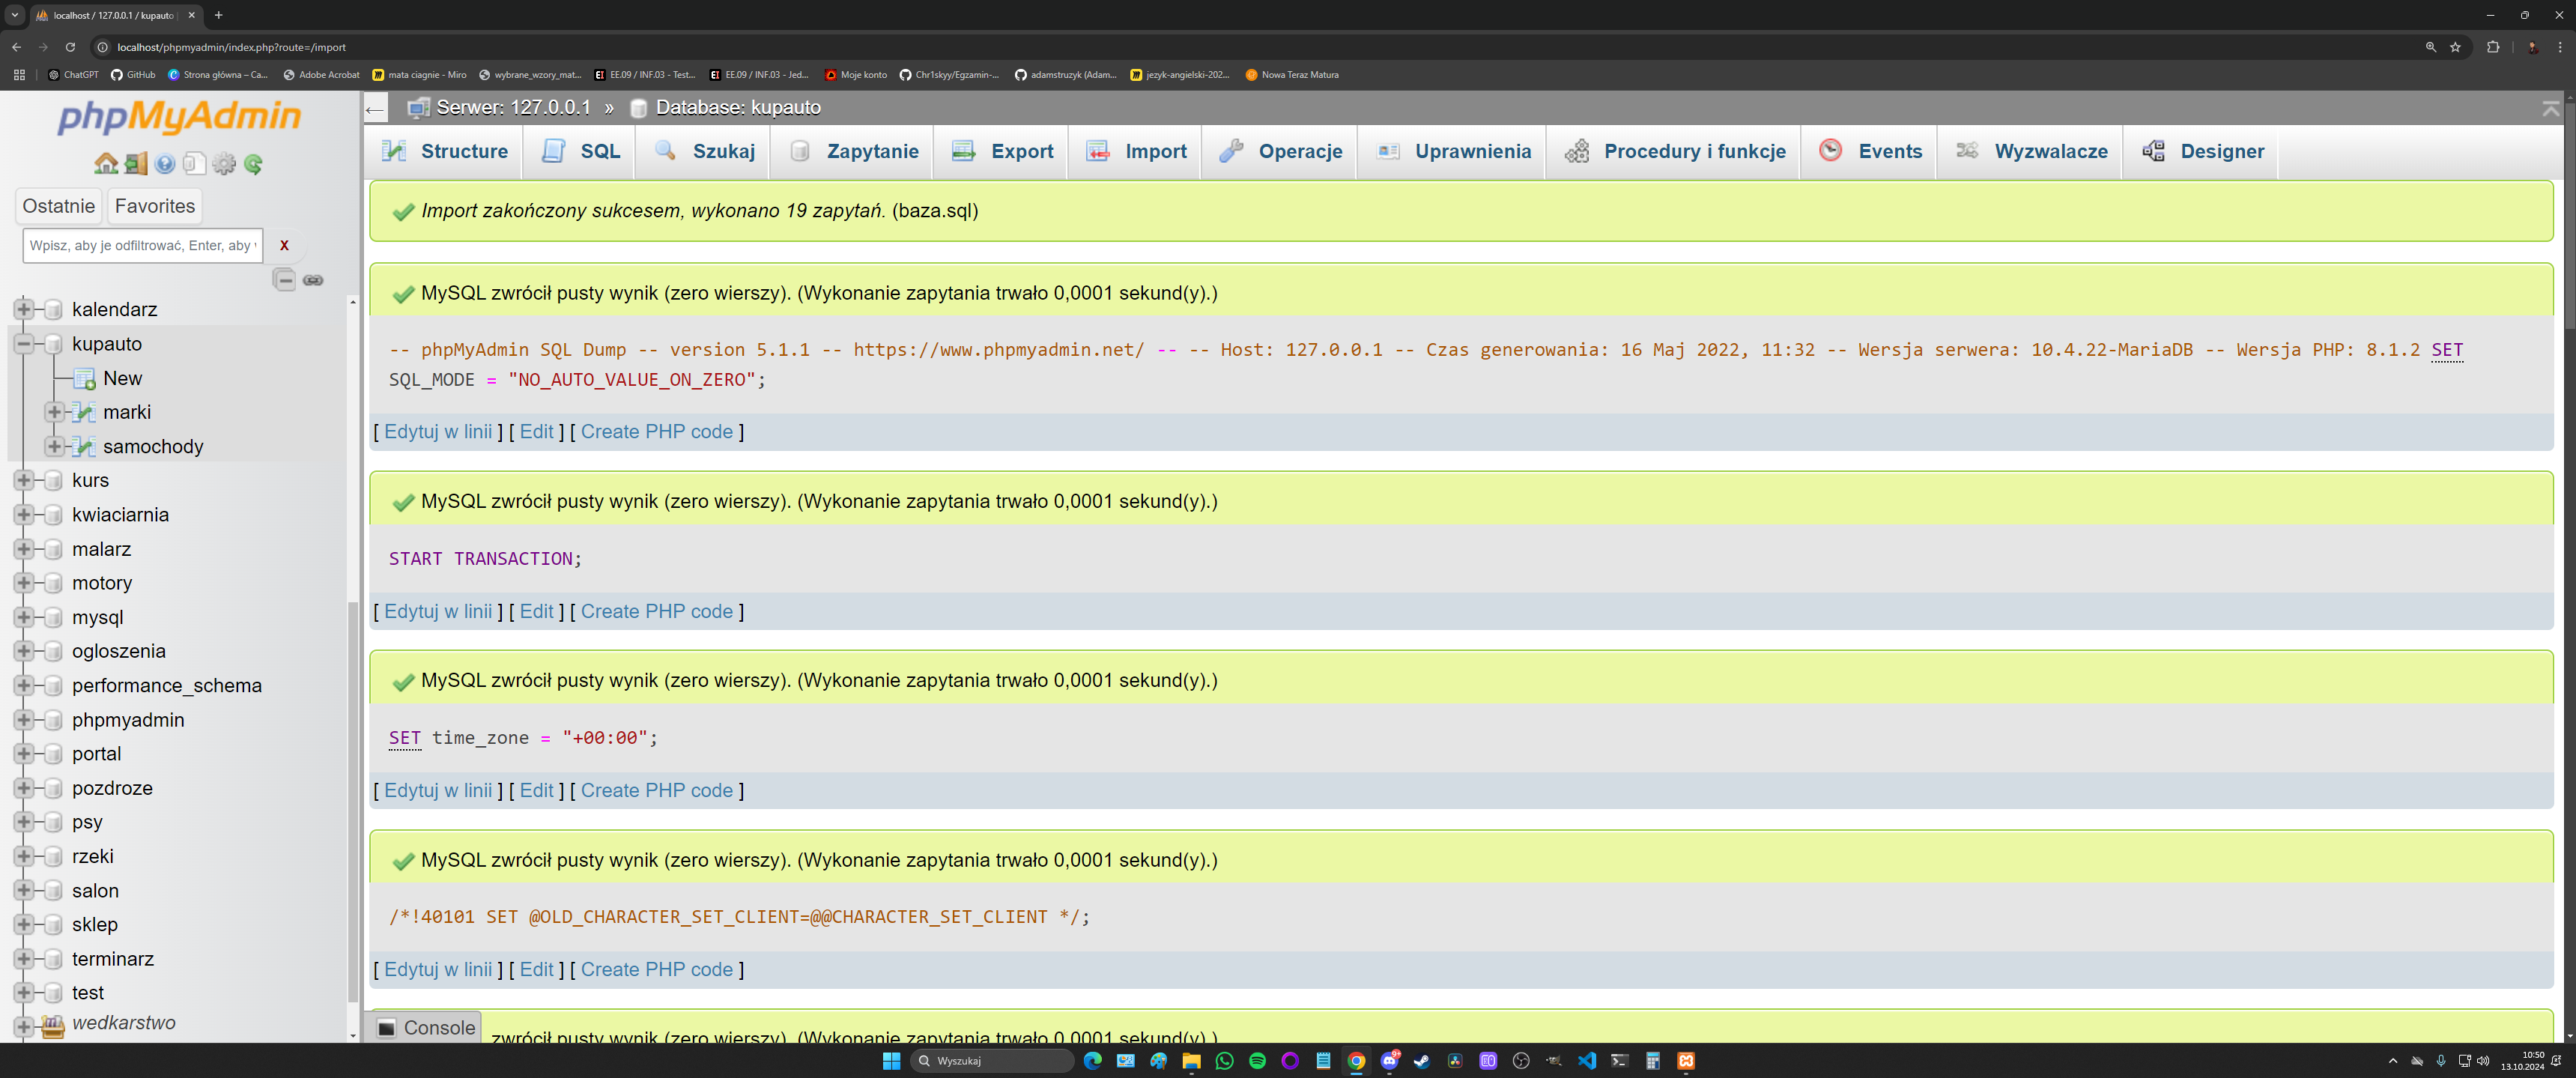 localhost / 127.0.0.1 / kupauto
localhost/phpmyadmin/index.php?route=/import
ChatGPT
GitHub
Strona główna – Ca...
Adobe Acrobat
mata ciagnie - Miro
wybrane_wzory_mat...
EE.09 / INF.03 - Test...
EE.09 / INF.03 - Jed...
Moje konto
Chr1skyy/Egzamin-...
adamstruzyk (Adam...
jezyk-angielski-202...
Nowa Teraz Matura
phpMyAdmin
Ostatnie
Favorites
Wpisz, aby je odfiltrować, Enter, aby
X
kalendarz
kupauto
New
marki
samochody
kurs
kwiaciarnia
malarz
motory
mysql
ogloszenia
performance_schema
phpmyadmin
portal
pozdroze
psy
rzeki
salon
sklep
terminarz
test
wedkarstwo
Serwer: 127.0.0.1 » Database: kupauto
Structure
SQL
Szukaj
Zapytanie
Export
Import
Operacje
Uprawnienia
Procedury i funkcje
Events
Wyzwalacze
Designer
Import zakończony sukcesem, wykonano 19 zapytań. (baza.sql)
MySQL zwrócił pusty wynik (zero wierszy). (Wykonanie zapytania trwało 0,0001 sekund(y).)
-- phpMyAdmin SQL Dump -- version 5.1.1 -- https://www.phpmyadmin.net/ -- -- Host: 127.0.0.1 -- Czas generowania: 16 Maj 2022, 11:32 -- Wersja serwera: 10.4.22-MariaDB -- Wersja PHP: 8.1.2 SET
SQL_MODE = "NO_AUTO_VALUE_ON_ZERO";
[ Edytuj w linii ] [ Edit ] [ Create PHP code ]
MySQL zwrócił pusty wynik (zero wierszy). (Wykonanie zapytania trwało 0,0001 sekund(y).)
START TRANSACTION;
[ Edytuj w linii ] [ Edit ] [ Create PHP code ]
MySQL zwrócił pusty wynik (zero wierszy). (Wykonanie zapytania trwało 0,0001 sekund(y).)
SET time_zone = "+00:00";
[ Edytuj w linii ] [ Edit ] [ Create PHP code ]
MySQL zwrócił pusty wynik (zero wierszy). (Wykonanie zapytania trwało 0,0001 sekund(y).)
/*!40101 SET @OLD_CHARACTER_SET_CLIENT=@@CHARACTER_SET_CLIENT */;
[ Edytuj w linii ] [ Edit ] [ Create PHP code ]
zwrócił pusty wynik (zero wierszy). (Wykonanie zapytania trwało 0,0001 sekund(y).)
Console
Wyszukaj
10:50
13.10.2024